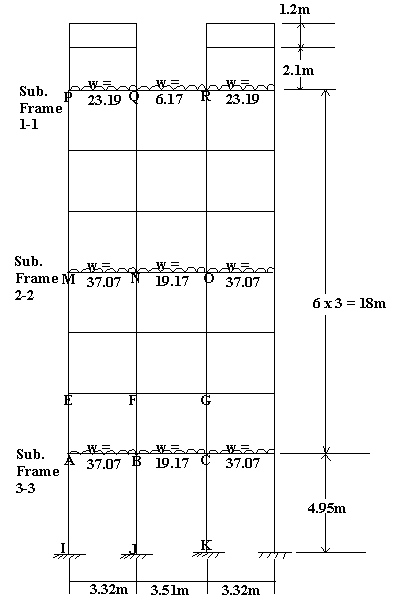 1.2m
2.1m
Sub.
Frame
1-1
w = w = w =
P 23.19 Q 6.17 R 23.19
Sub.
Frame
2-2
w = w = w =
M 37.07 N 19.17 O 37.07
6 x 3 = 18m
E F G
Sub.
Frame
3-3
w = w = w =
A 37.07 B 19.17 C 37.07
4.95m
I J K
3.32m 3.51m 3.32m